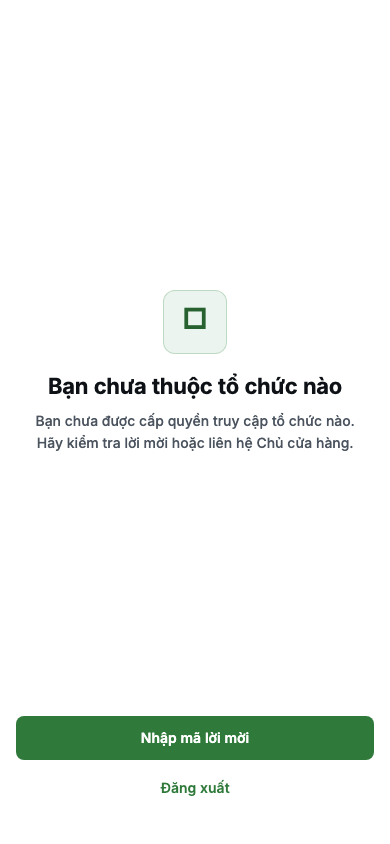 Bạn chưa thuộc tổ chức nào
Bạn chưa được cấp quyền truy cập tổ chức nào.
Hãy kiểm tra lời mời hoặc liên hệ Chủ cửa hàng.
Nhập mã lời mời
Đăng xuất